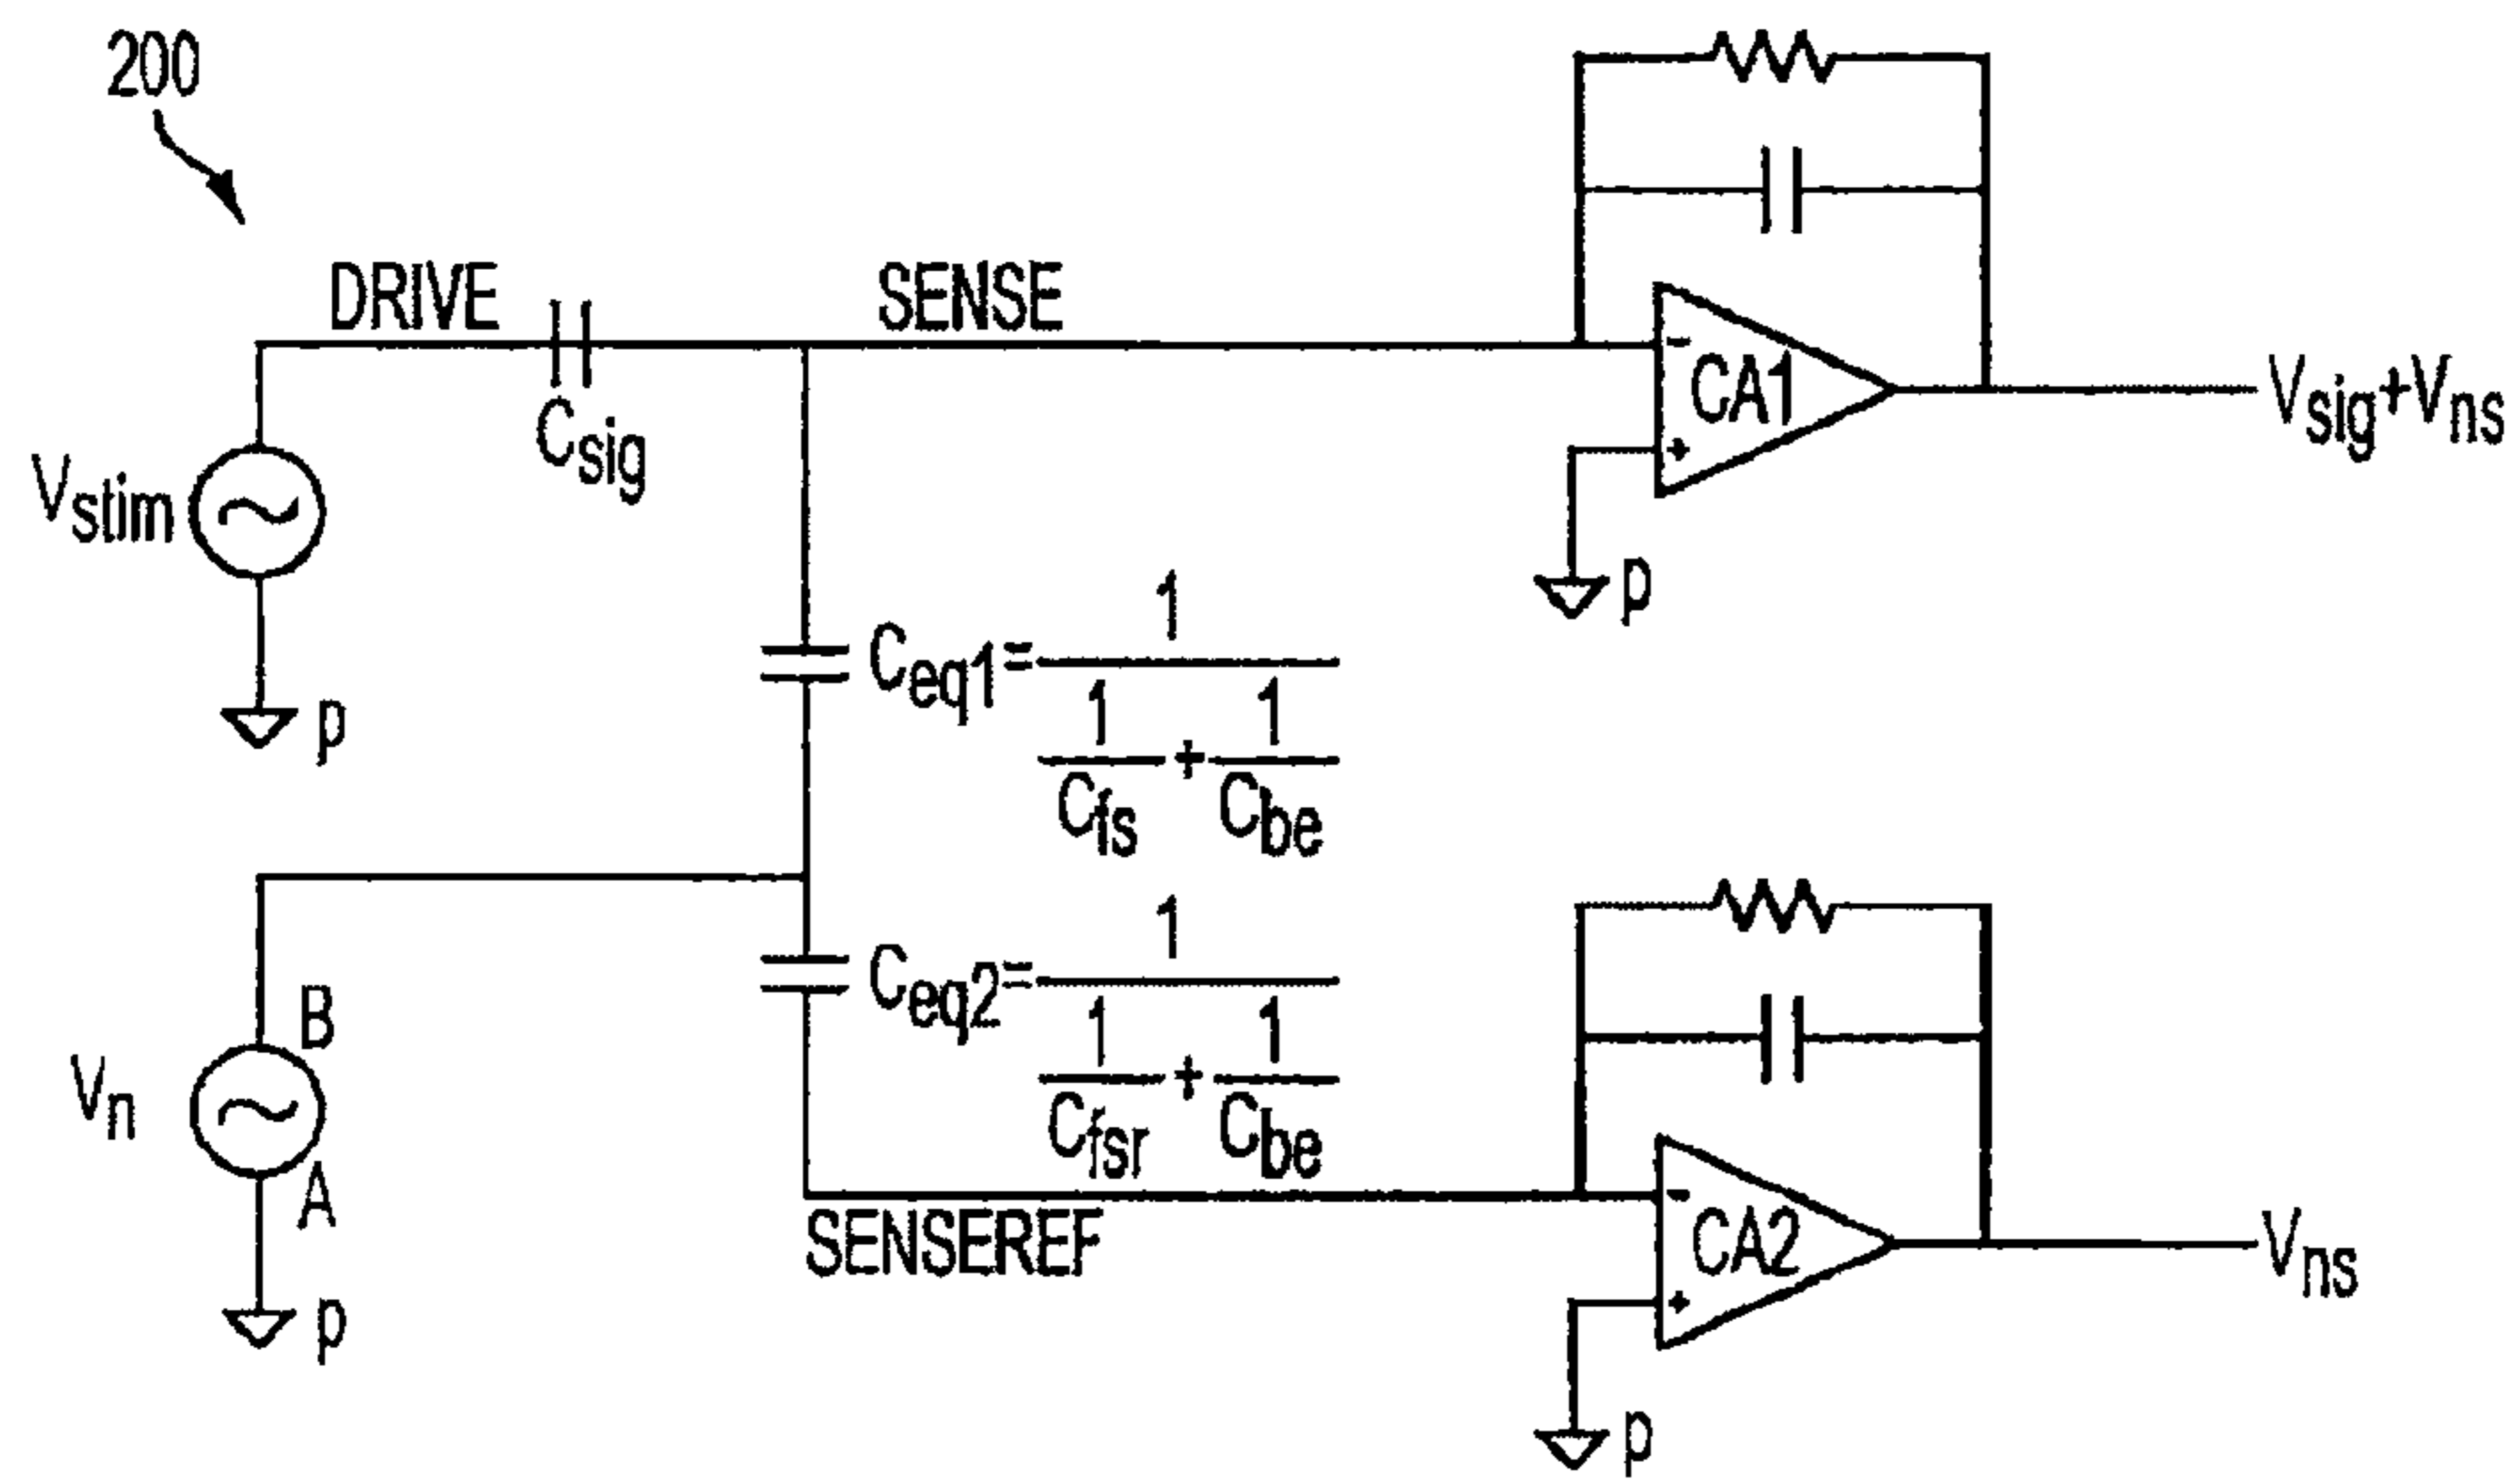 200
DRIVE
SENSE
Csig
CA1
-
+
Vsig+Vns
Vstim
p
p
Ceq1=
1
1
Cfs
+
1
Cbe
Ceq2=
1
1
Cfsr
+
1
Cbe
B
Vn
A
p
SENSEREF
-
CA2
+
Vns
p